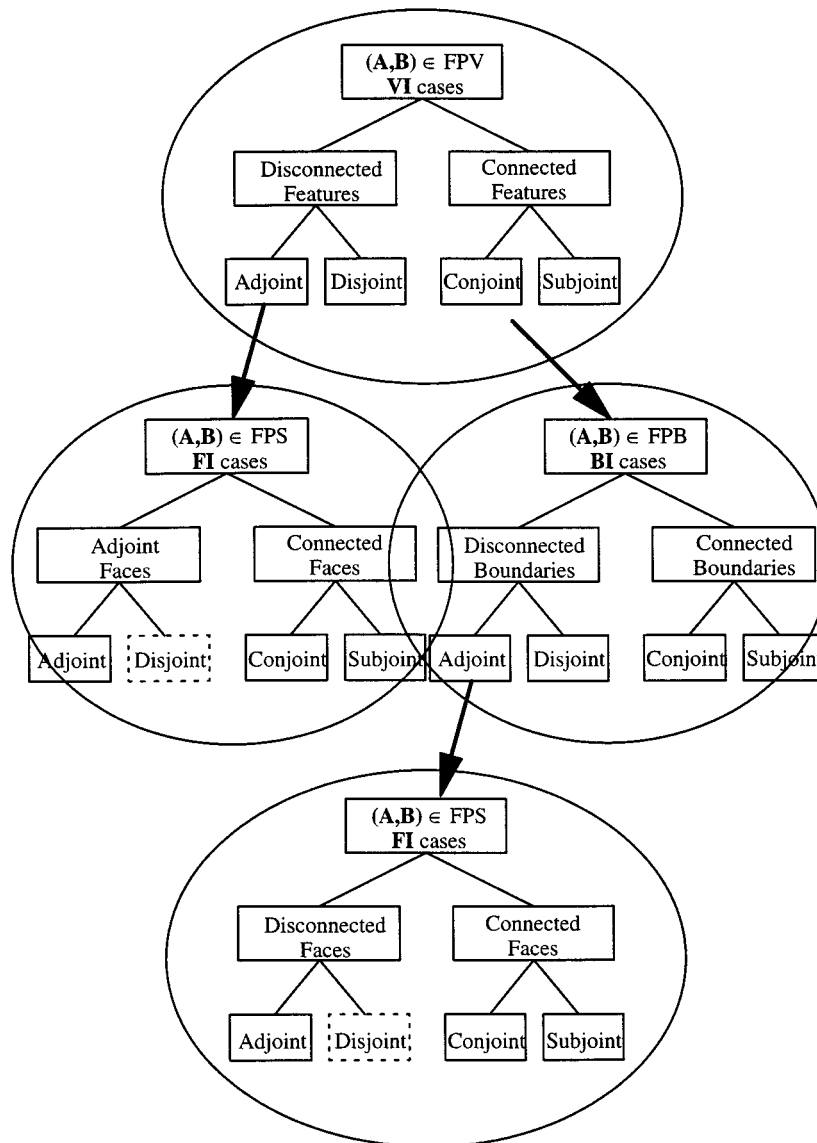 (A,B) ∈ FPV
VI cases
Disconnected
Features
Connected
Features
Adjoint
Disjoint
Conjoint
Subjoint
(A,B) ∈ FPS
FI cases
Adjoint
Faces
Connected
Faces
Adjoint
Disjoint
Conjoint
Subjoint
(A,B) ∈ FPB
BI cases
Disconnected
Boundaries
Connected
Boundaries
Adjoint
Disjoint
Conjoint
Subjoint
(A,B) ∈ FPS
FI cases
Disconnected
Faces
Connected
Faces
Adjoint
Disjoint
Conjoint
Subjoint